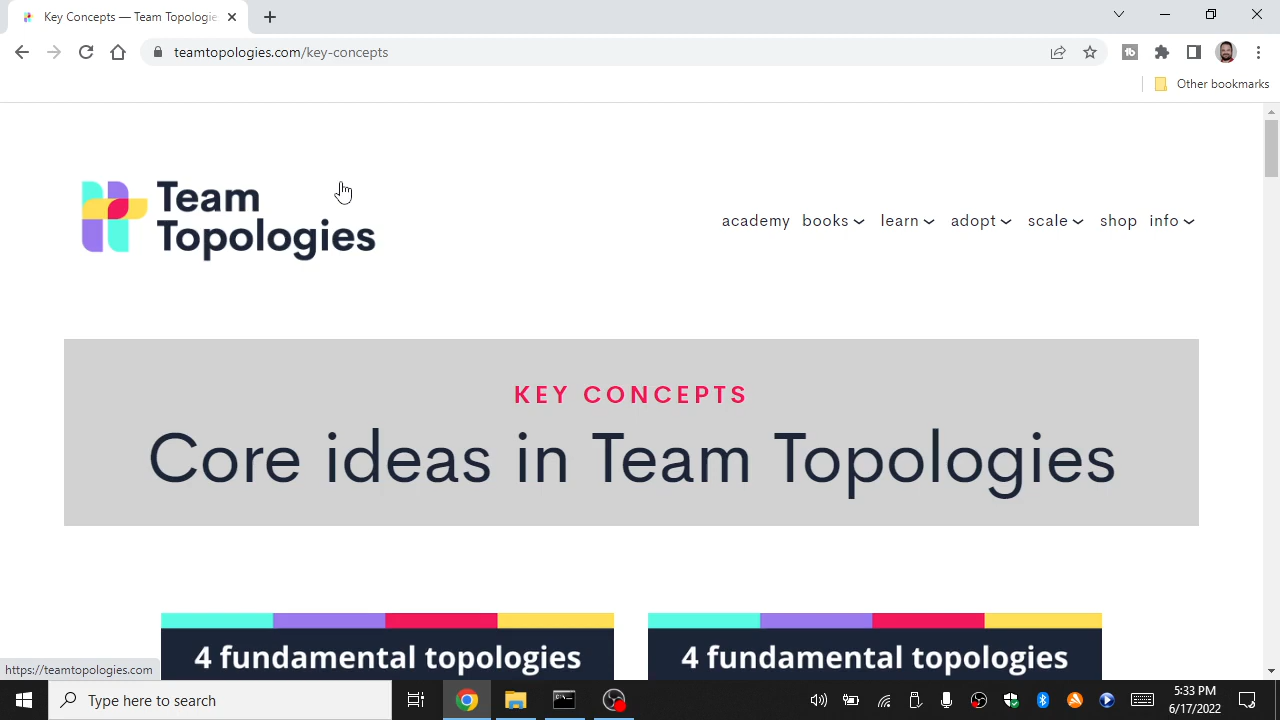 Key Concepts — Team Topologie
teamtopologies.com/key-concepts
Other bookmarks
Team
Topologies
academy books learn adopt scale shop info
KEY CONCEPTS
Core ideas in Team Topologies
4 fundamental topologies
4 fundamental topologies
https://teamtopologies.com
Type here to search
5:33 PM
6/17/2022